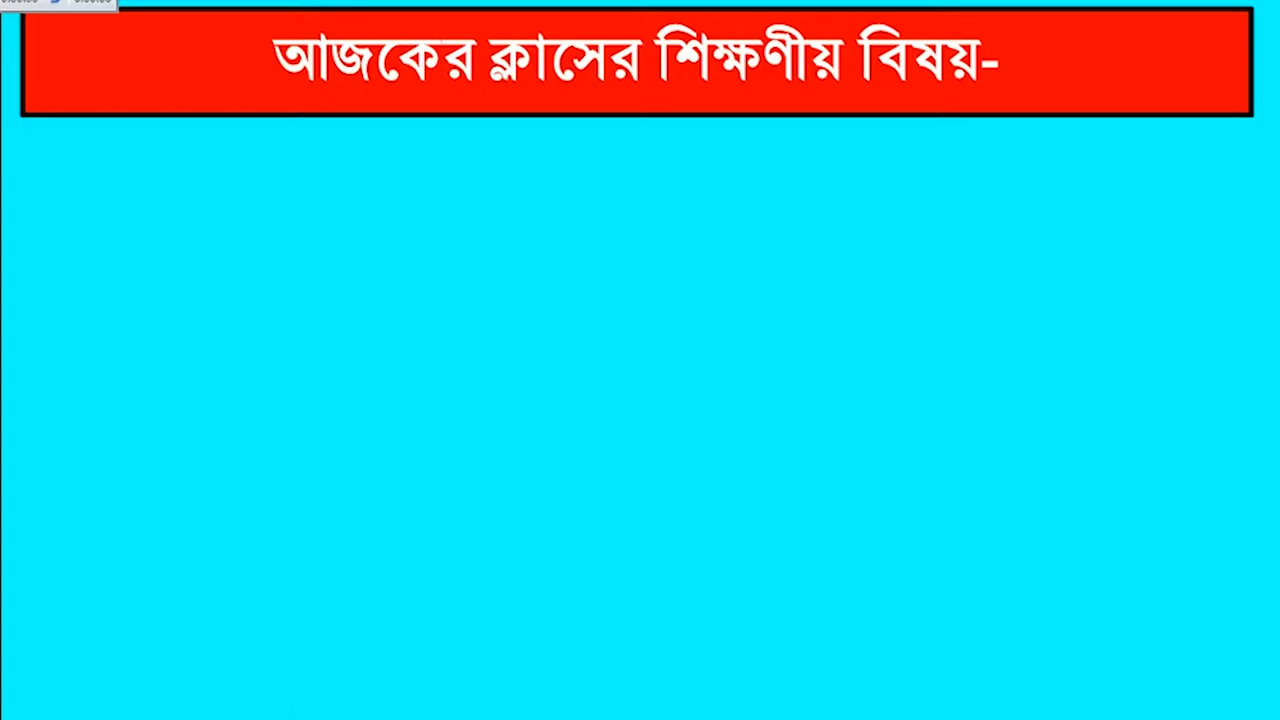 আজকের ক্লাসের শিক্ষণীয় বিষয়-